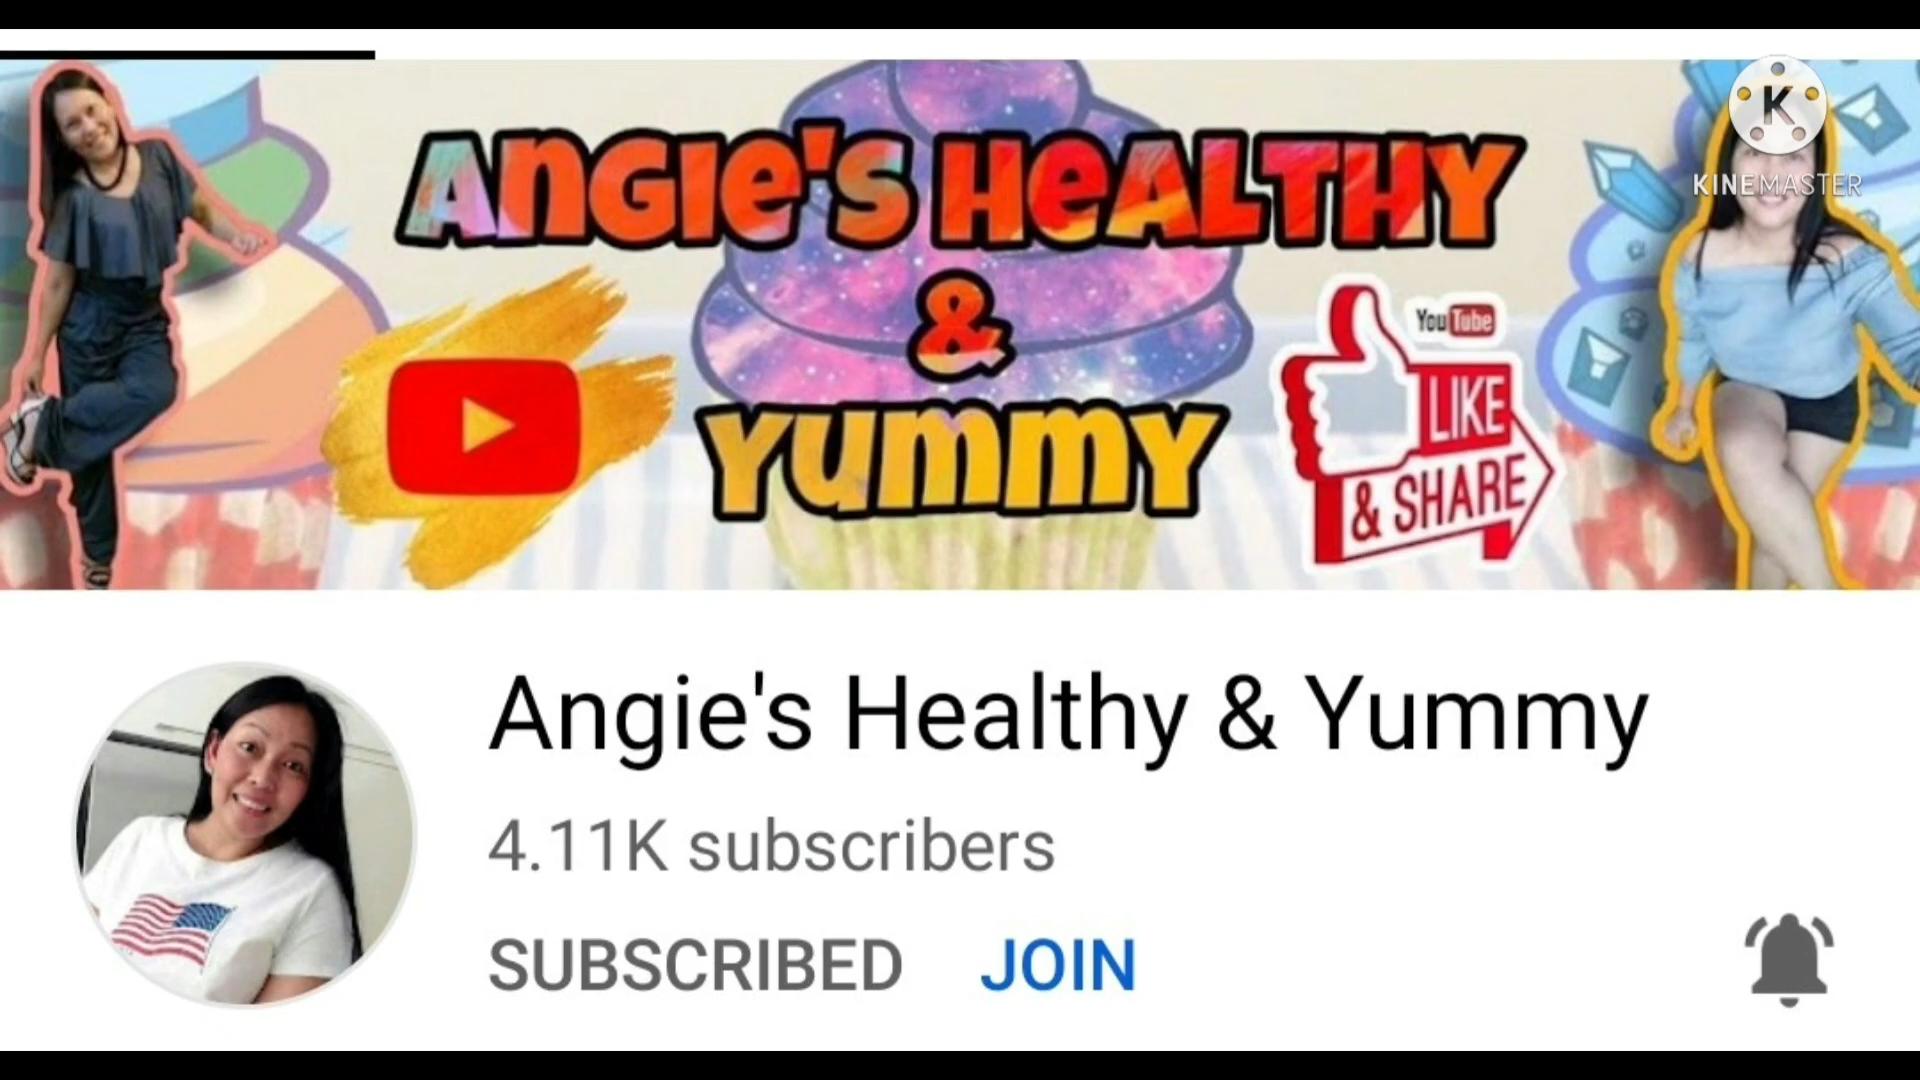 K
KINEMASTER
ANGIe's HeALTHY
&
YUmmY
YouTube
LIKE
& SHARE
Angie's Healthy & Yummy
4.11K subscribers
SUBSCRIBED JOIN